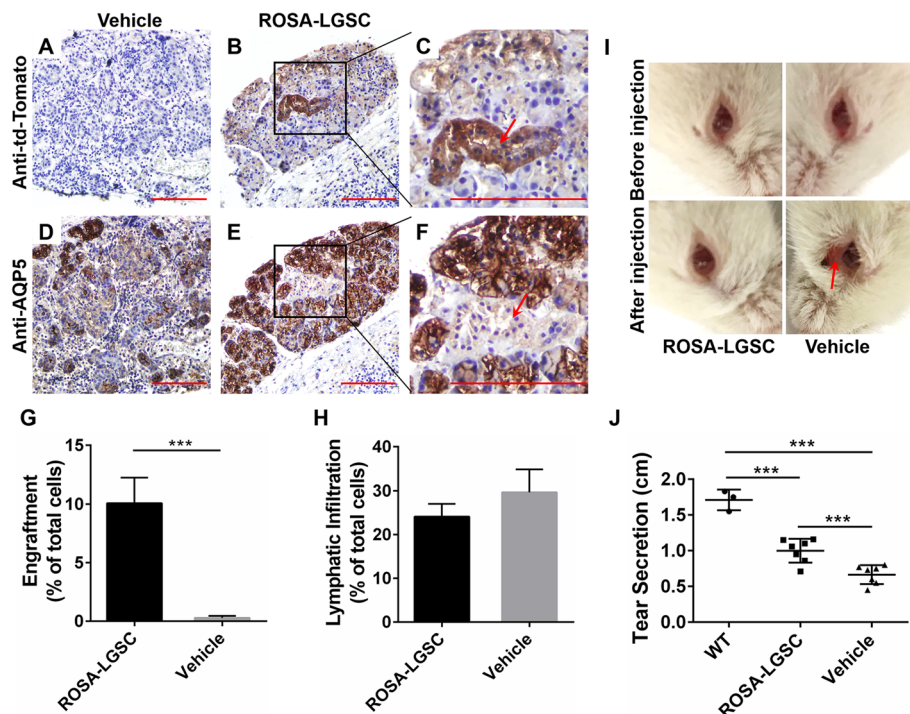 Vehicle
ROSA-LGSC
Anti-td-Tomato
A
B
C
Anti-AQP5
D
E
F
I
Before injection
After injection
ROSA-LGSC
Vehicle
G
***
Engraftment
(% of total cells)
15
10
5
0
ROSA-LGSC
Vehicle
H
Lymphatic Infiltration
(% of total cells)
40
30
20
10
0
ROSA-LGSC
Vehicle
J
***
***
***
Tear Secretion (cm)
2.0
1.5
1.0
0.5
0.0
WT
ROSA-LGSC
Vehicle